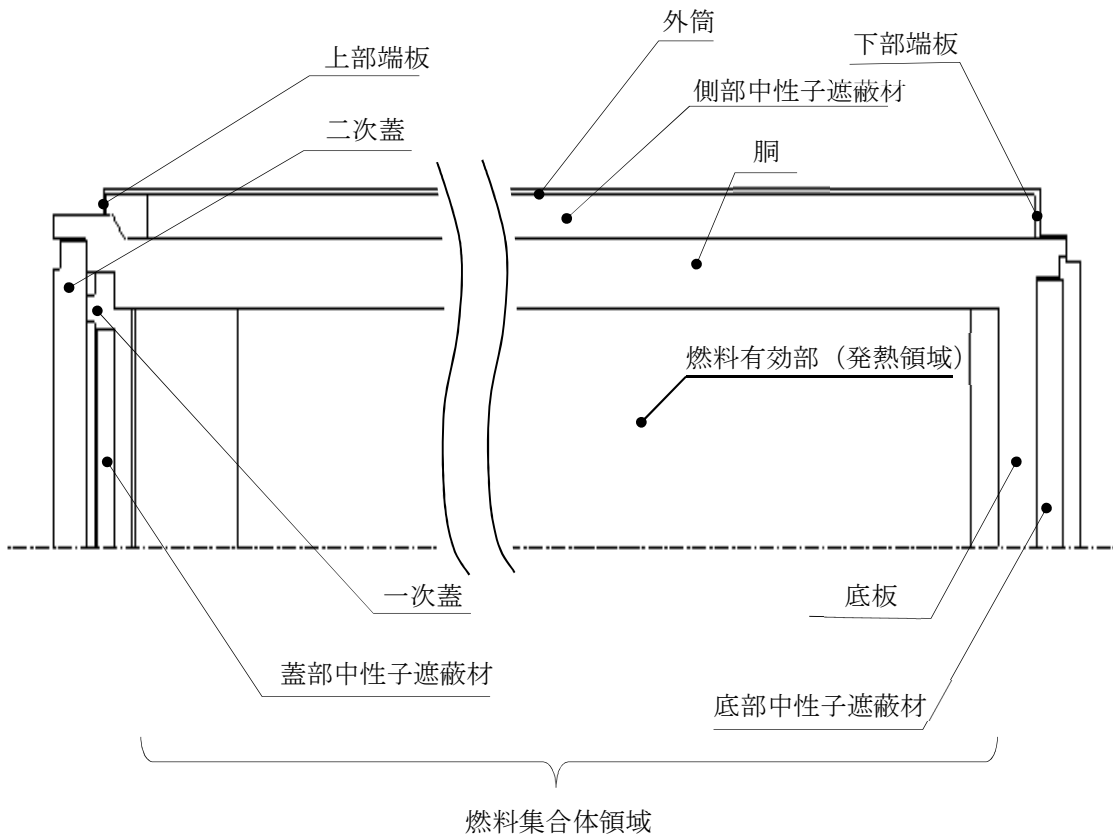 外筒
下部端板
上部端板
側部中性子遮蔽材
二次蓋
胴
燃料有効部（発熱領域）
一次蓋
底板
蓋部中性子遮蔽材
底部中性子遮蔽材
燃料集合体領域